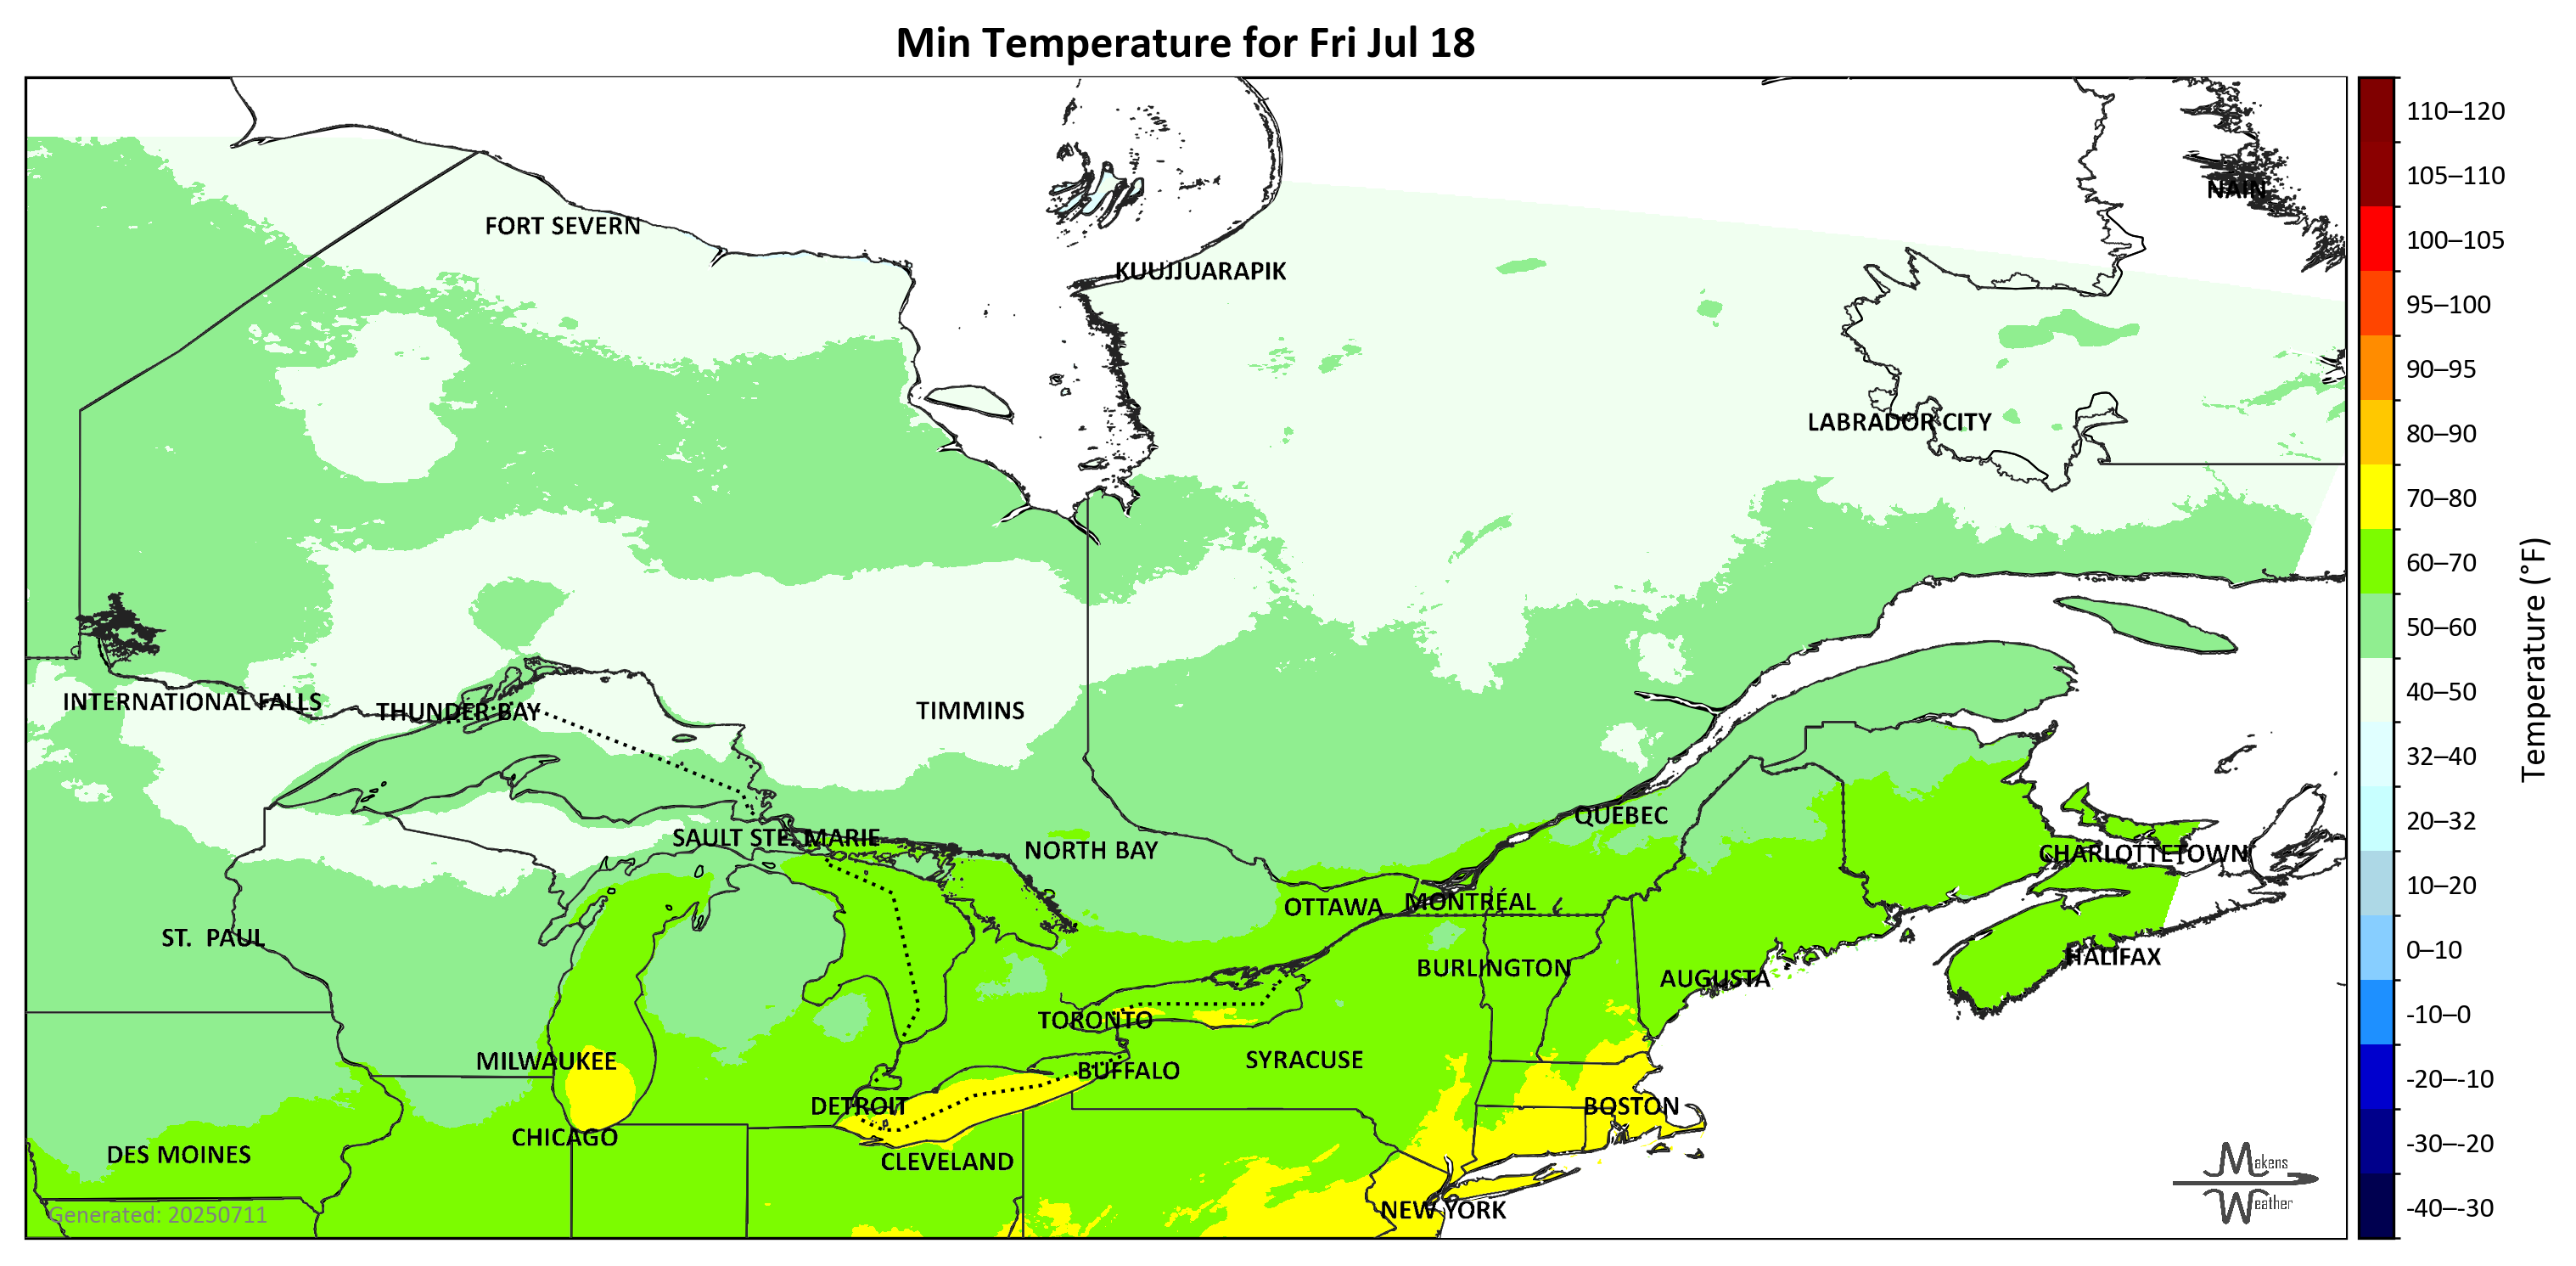 Min Temperature for Fri Jul 18
110–120
105–110
100–105
95–100
90–95
80–90
70–80
60–70
50–60
40–50
32–40
20–32
10–20
0–10
-10–0
-20–-10
-30–-20
-40–-30
Temperature (°F)
NAIN
FORT SEVERN
KUUJJUARAPIK
LABRADOR CITY
INTERNATIONAL FALLS
THUNDER BAY
TIMMINS
QUEBEC
SAULT STE. MARIE
NORTH BAY
CHARLOTTETOWN
OTTAWA
MONTRÉAL
ST. PAUL
HALIFAX
BURLINGTON
AUGUSTA
TORONTO
MILWAUKEE
SYRACUSE
BUFFALO
DETROIT
BOSTON
CHICAGO
DES MOINES
CLEVELAND
NEW YORK
Generated: 20250711
Makens
Weather